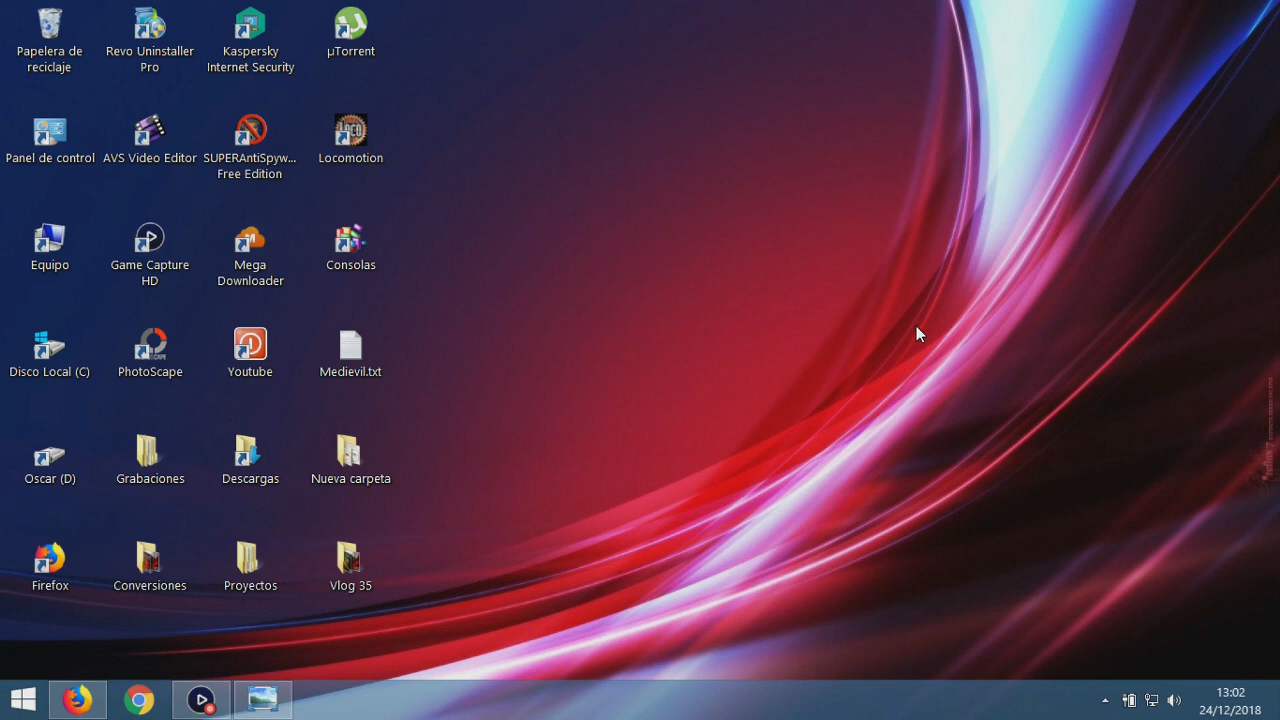 Papelera de
reciclaje
Revo Uninstaller
Pro
Kaspersky
Internet Security
µTorrent
Panel de control
AVS Video Editor
SUPERAntiSpyw...
Free Edition
LOCO
Locomotion
Equipo
Game Capture
HD
Mega
Downloader
Consolas
Disco Local (C)
PhotoScape
Youtube
Medievil.txt
Oscar (D)
Grabaciones
Descargas
Nueva carpeta
Firefox
Conversiones
Proyectos
Vlog 35
13:02
24/12/2018